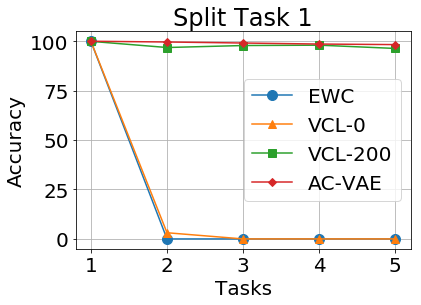 Split Task 1
100
75
50
25
0
Accuracy
EWC
VCL-0
VCL-200
AC-VAE
1 2 3 4 5
Tasks